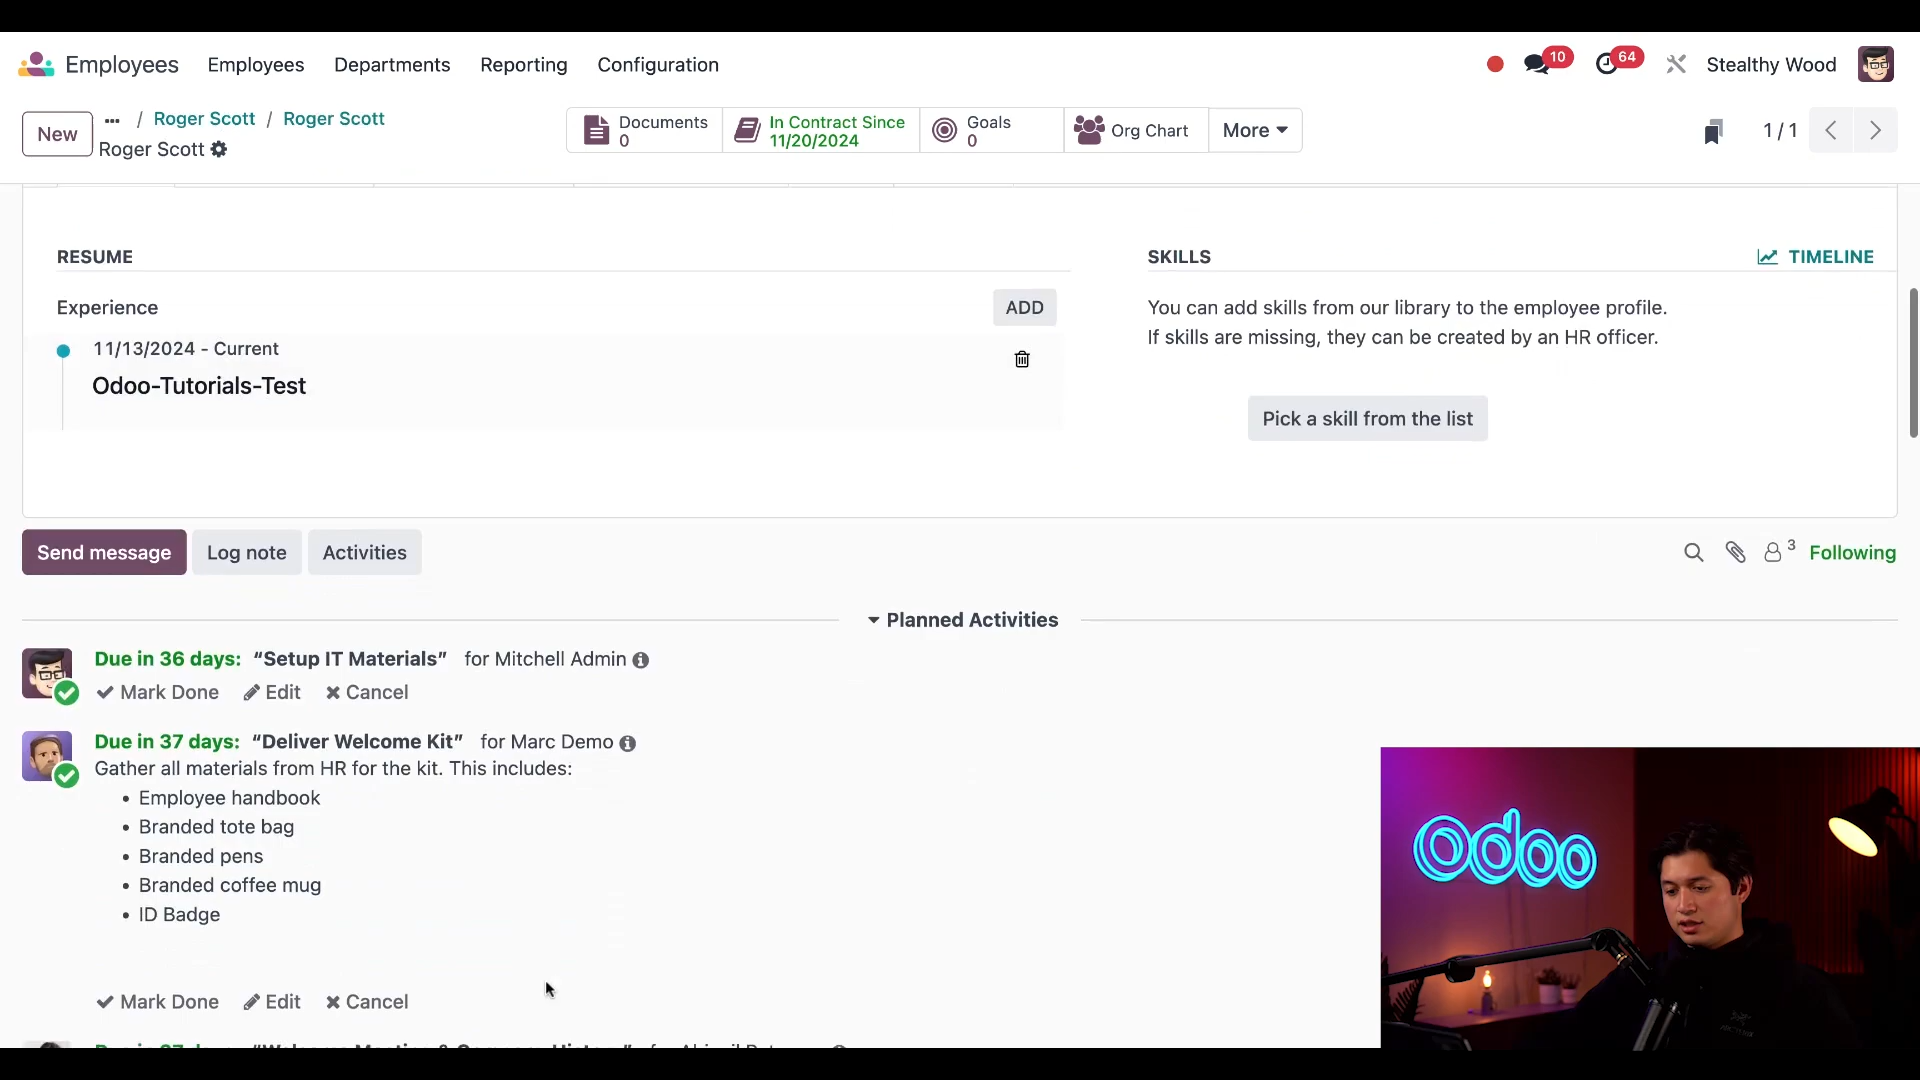 Employees Employees Departments Reporting Configuration 10 64 Stealthy Wood
New ... / Roger Scott / Roger Scott
Roger Scott
Documents 0
In Contract Since 11/20/2024
Goals 0
Org Chart
More
1 / 1
RESUME
Experience ADD
11/13/2024 - Current
Odoo-Tutorials-Test
SKILLS TIMELINE
You can add skills from our library to the employee profile.
If skills are missing, they can be created by an HR officer.
Pick a skill from the list
Send message Log note Activities 3 Following
Planned Activities
Due in 36 days: “Setup IT Materials” for Mitchell Admin
Mark Done Edit Cancel
Due in 37 days: “Deliver Welcome Kit” for Marc Demo
Gather all materials from HR for the kit. This includes:
• Employee handbook
• Branded tote bag
• Branded pens
• Branded coffee mug
• ID Badge
Mark Done Edit Cancel
odoo